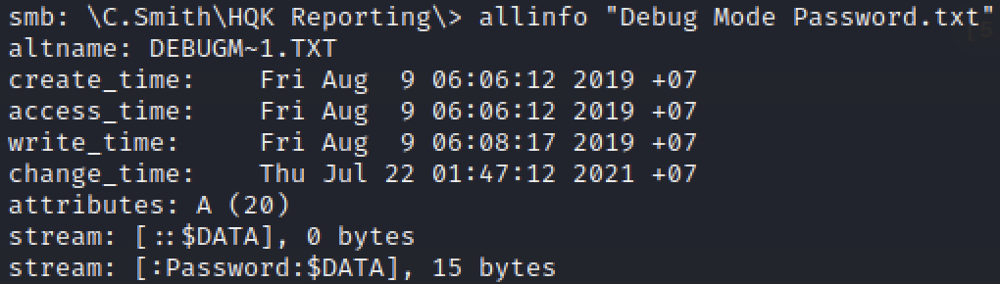 smb: \C.Smith\HQK Reporting\> allinfo "Debug Mode Password.txt"
altname: DEBUGM~1.TXT
create_time:    Fri Aug  9 06:06:12 2019 +07
access_time:    Fri Aug  9 06:06:12 2019 +07
write_time:     Fri Aug  9 06:08:17 2019 +07
change_time:    Thu Jul 22 01:47:12 2021 +07
attributes: A (20)
stream: [::$DATA], 0 bytes
stream: [:Password:$DATA], 15 bytes